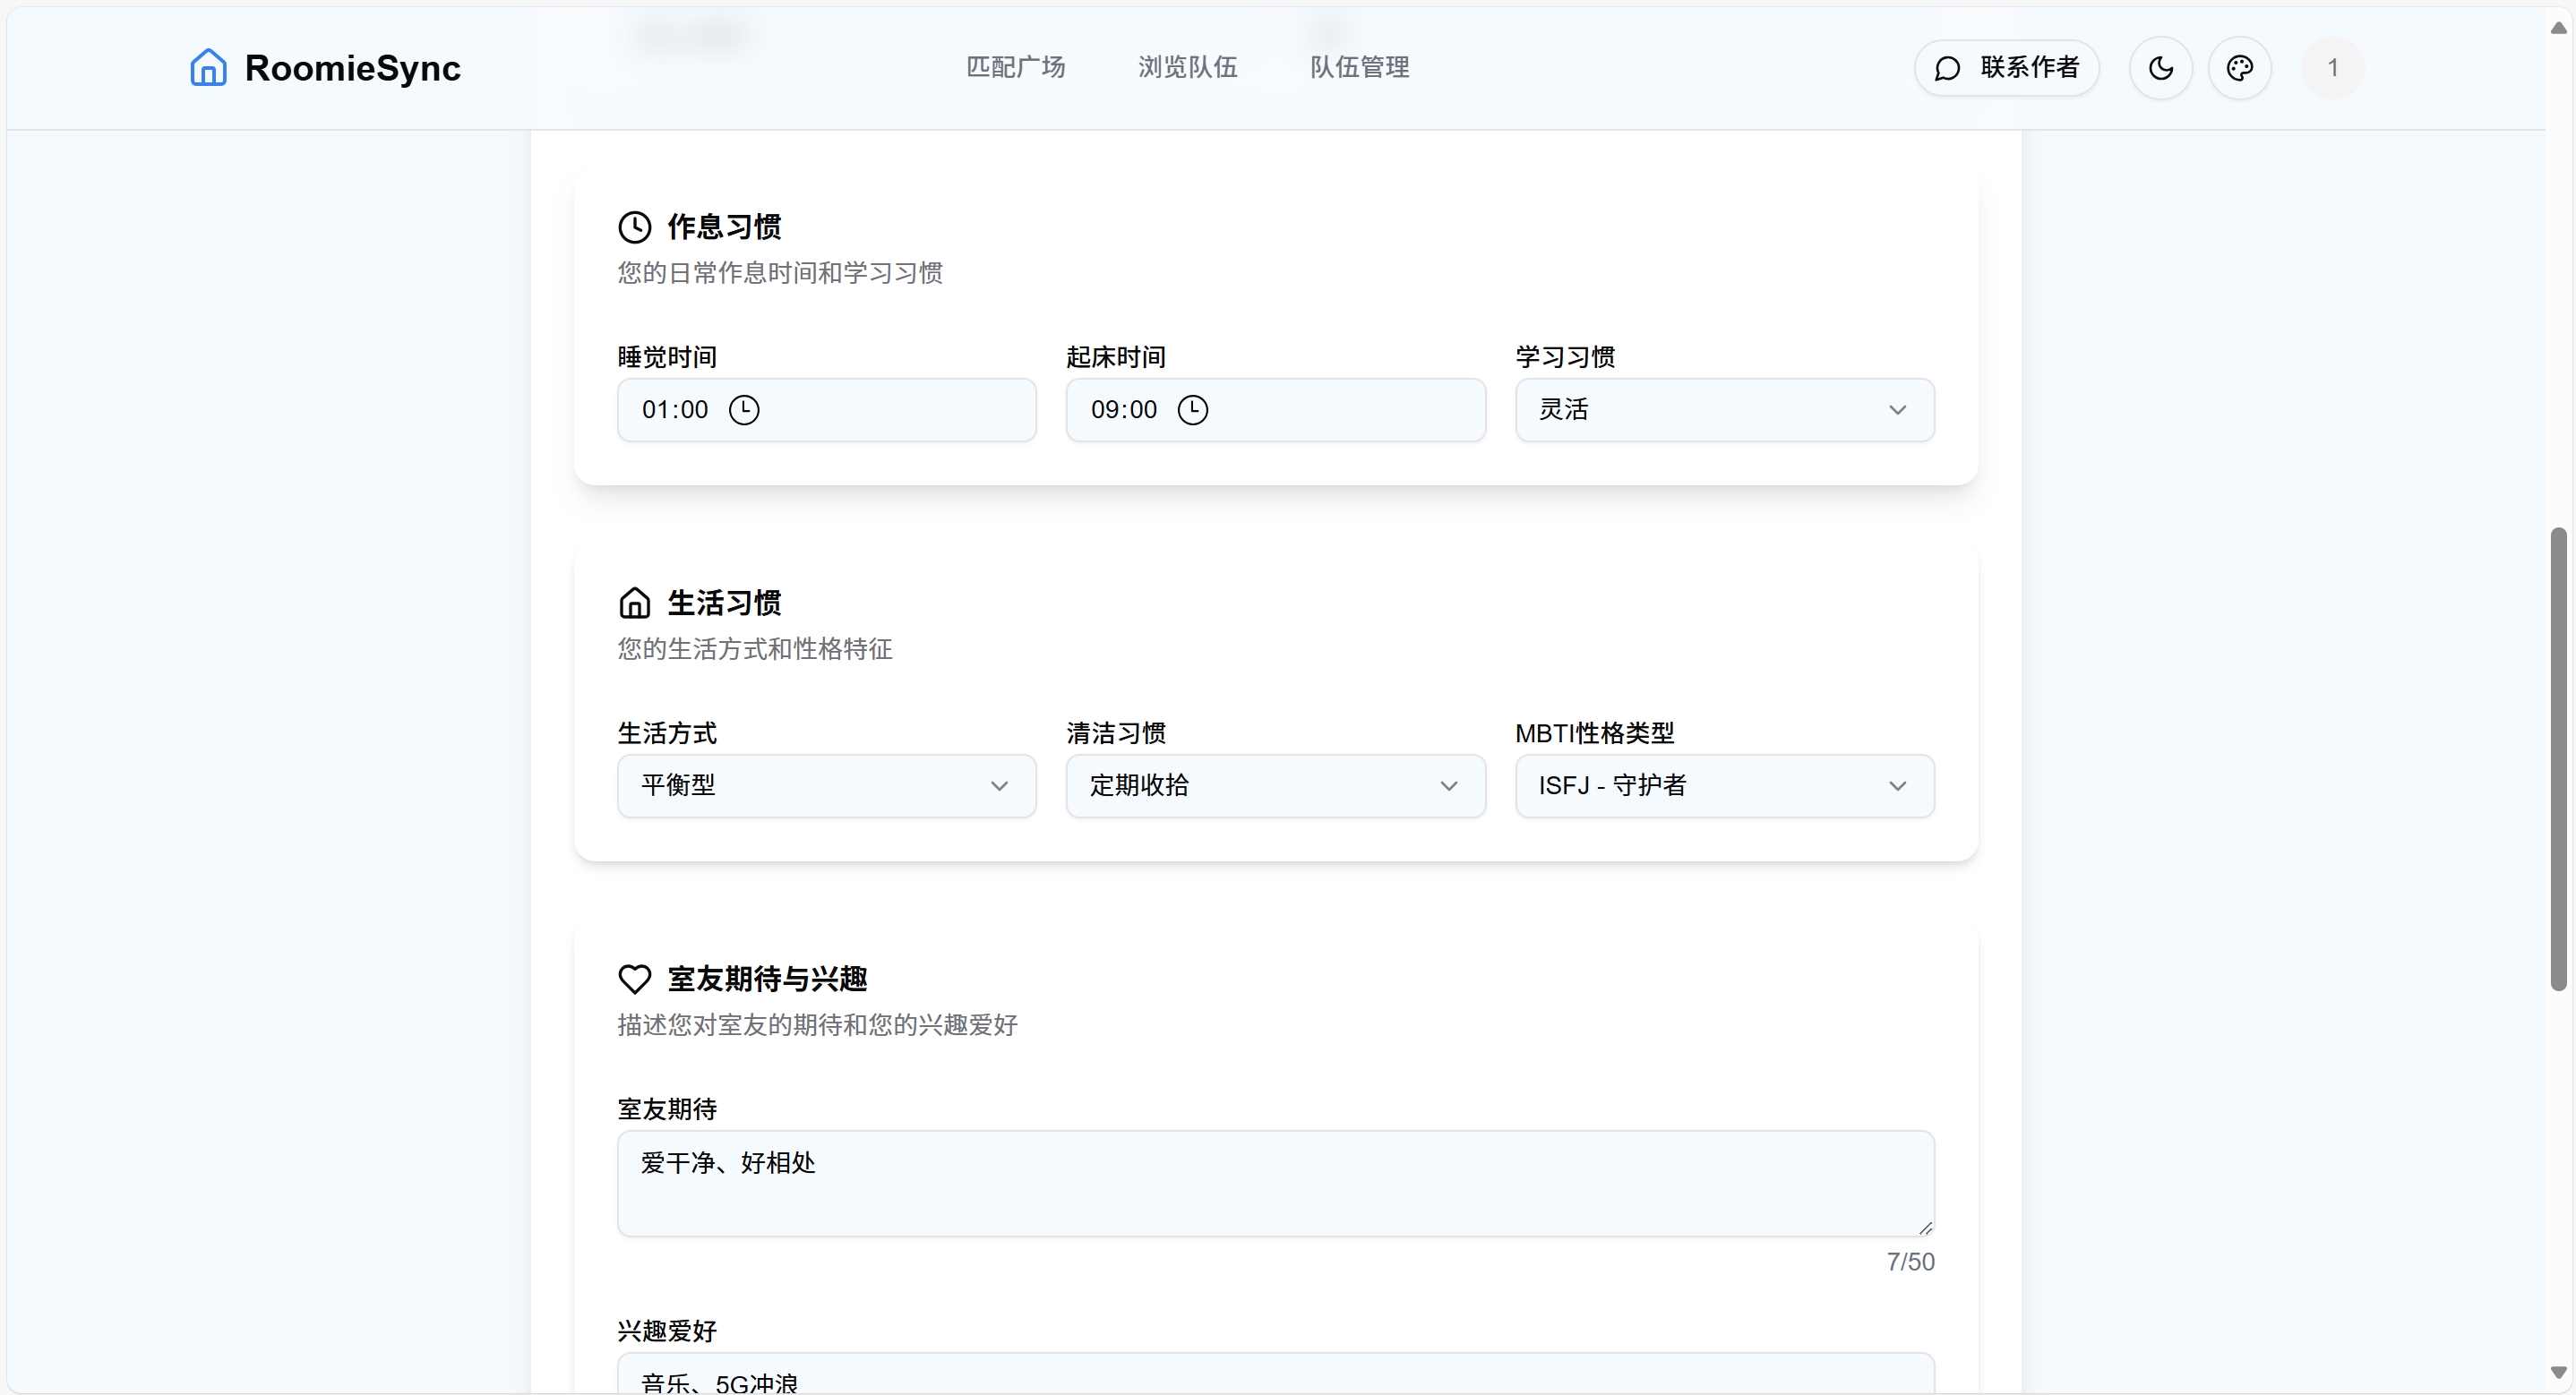 RoomieSync
匹配广场 浏览队伍 队伍管理
联系作者
1
作息习惯
您的日常作息时间和学习习惯
睡觉时间 起床时间 学习习惯
01:00 09:00 灵活
生活习惯
您的生活方式和性格特征
生活方式 清洁习惯 MBTI性格类型
平衡型 定期收拾 ISFJ - 守护者
室友期待与兴趣
描述您对室友的期待和您的兴趣爱好
室友期待
爱干净、好相处
7/50
兴趣爱好
音乐、5G冲浪